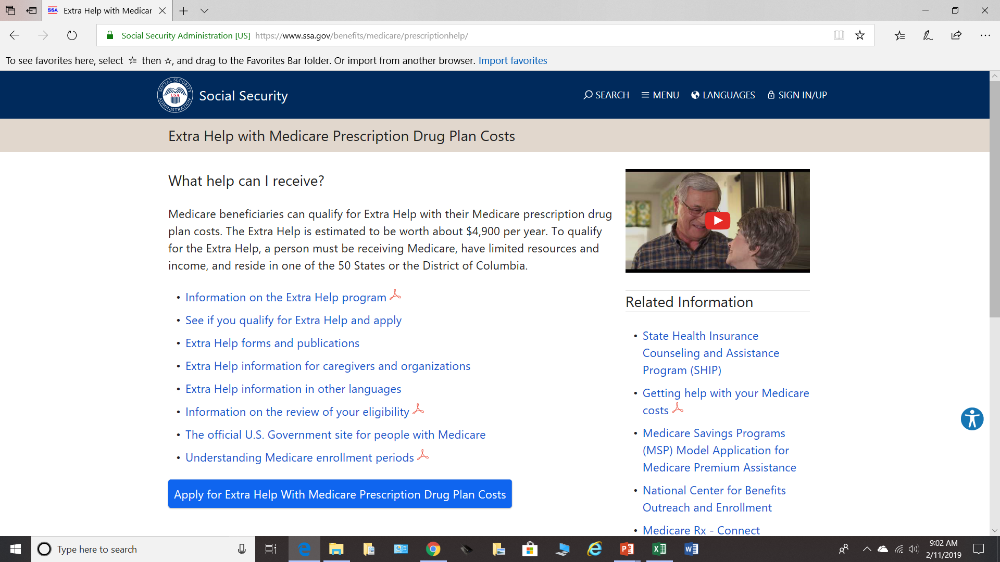 SSA Extra Help with Medicar
Social Security Administration [US] https://www.ssa.gov/benefits/medicare/prescriptionhelp/
To see favorites here, select then , and drag to the Favorites Bar folder. Or import from another browser. Import favorites
SOCIAL SECURITY ADMINISTRATION
USA
Social Security
SEARCH MENU LANGUAGES SIGN IN/UP
Extra Help with Medicare Prescription Drug Plan Costs
What help can I receive?
Medicare beneficiaries can qualify for Extra Help with their Medicare prescription drug
plan costs. The Extra Help is estimated to be worth about $4,900 per year. To qualify
for the Extra Help, a person must be receiving Medicare, have limited resources and
income, and reside in one of the 50 States or the District of Columbia.
• Information on the Extra Help program
• See if you qualify for Extra Help and apply
• Extra Help forms and publications
• Extra Help information for caregivers and organizations
• Extra Help information in other languages
• Information on the review of your eligibility
• The official U.S. Government site for people with Medicare
• Understanding Medicare enrollment periods
Apply for Extra Help With Medicare Prescription Drug Plan Costs
Related Information
• State Health Insurance
Counseling and Assistance
Program (SHIP)
• Getting help with your Medicare
costs
• Medicare Savings Programs
(MSP) Model Application for
Medicare Premium Assistance
• National Center for Benefits
Outreach and Enrollment
• Medicare Rx - Connect
Type here to search
9:02 AM
2/11/2019